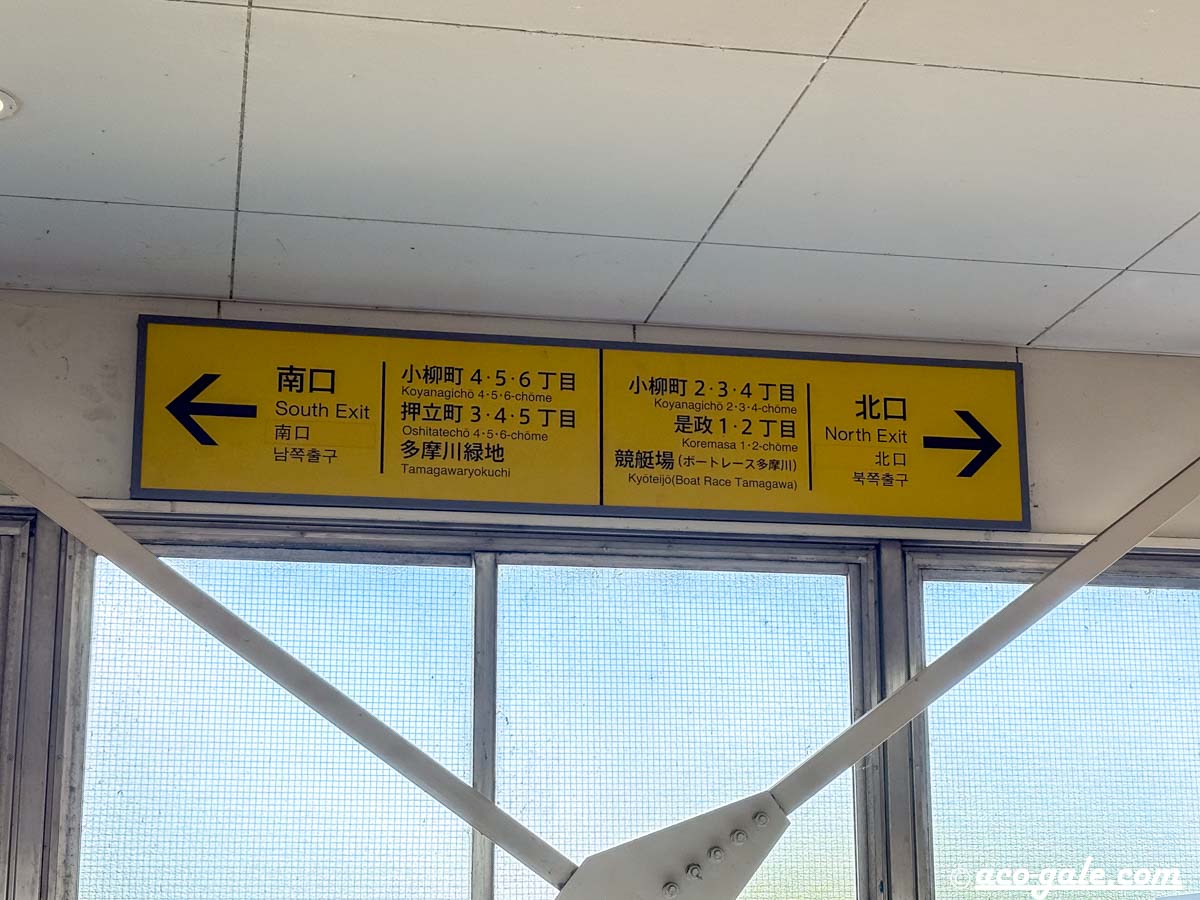 南口
South Exit
南口
남쪽출구
小柳町 4・5・6 丁目
Koyanagichō 4・5・6-chōme
押立町 3・4・5 丁目
Oshitatechō 4・5・6-chōme
多摩川緑地
Tamagawaryokuchi
小柳町 2・3・4 丁目
Koyanagichō 2・3・4-chōme
是政 1・2 丁目
Koremasa 1・2-chōme
競艇場 (ボートレース多摩川)
Kyōteijō(Boat Race Tamagawa)
北口
North Exit
北口
북쪽출구
© aco-gale.com